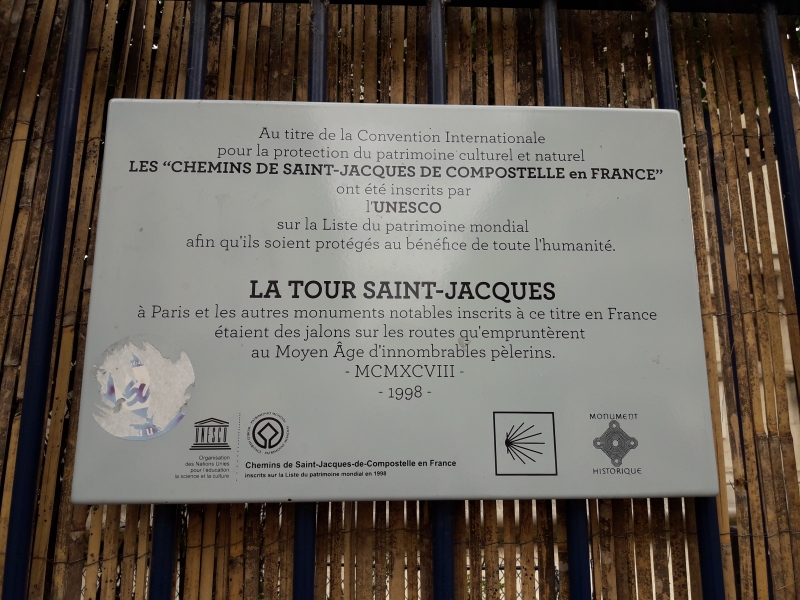 Au titre de la Convention Internationale
pour la protection du patrimoine culturel et naturel
LES “CHEMINS DE SAINT-JACQUES DE COMPOSTELLE en FRANCE”
ont été inscrits par
l'UNESCO
sur la Liste du patrimoine mondial
afin qu'ils soient protégés au bénéfice de toute l'humanité.
LA TOUR SAINT-JACQUES
à Paris et les autres monuments notables inscrits à ce titre en France
étaient des jalons sur les routes qu'empruntèrent
au Moyen Âge d'innombrables pèlerins.
- MCMXCVIII -
- 1998 -
UNESCO
Organisation
des Nations Unies
pour l'éducation
la science et la culture
Chemins de Saint-Jacques-de-Compostelle en France
inscrits sur la Liste du patrimoine mondial en 1998
MONUMENT
HISTORIQUE